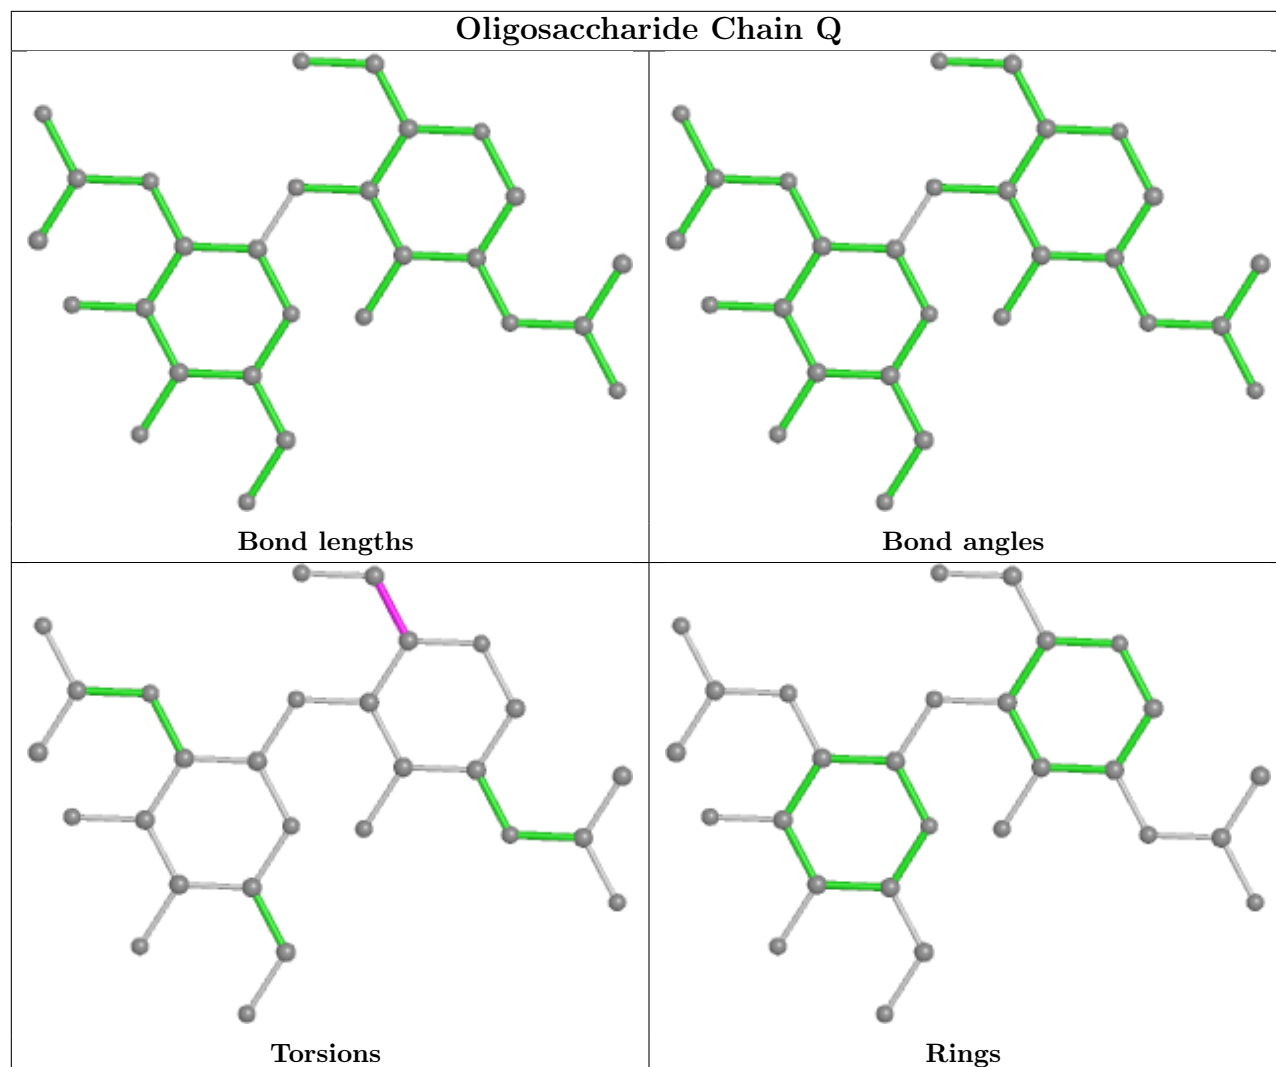 Oligosaccharide Chain Q
Bond lengths
Bond angles
Torsions
Rings